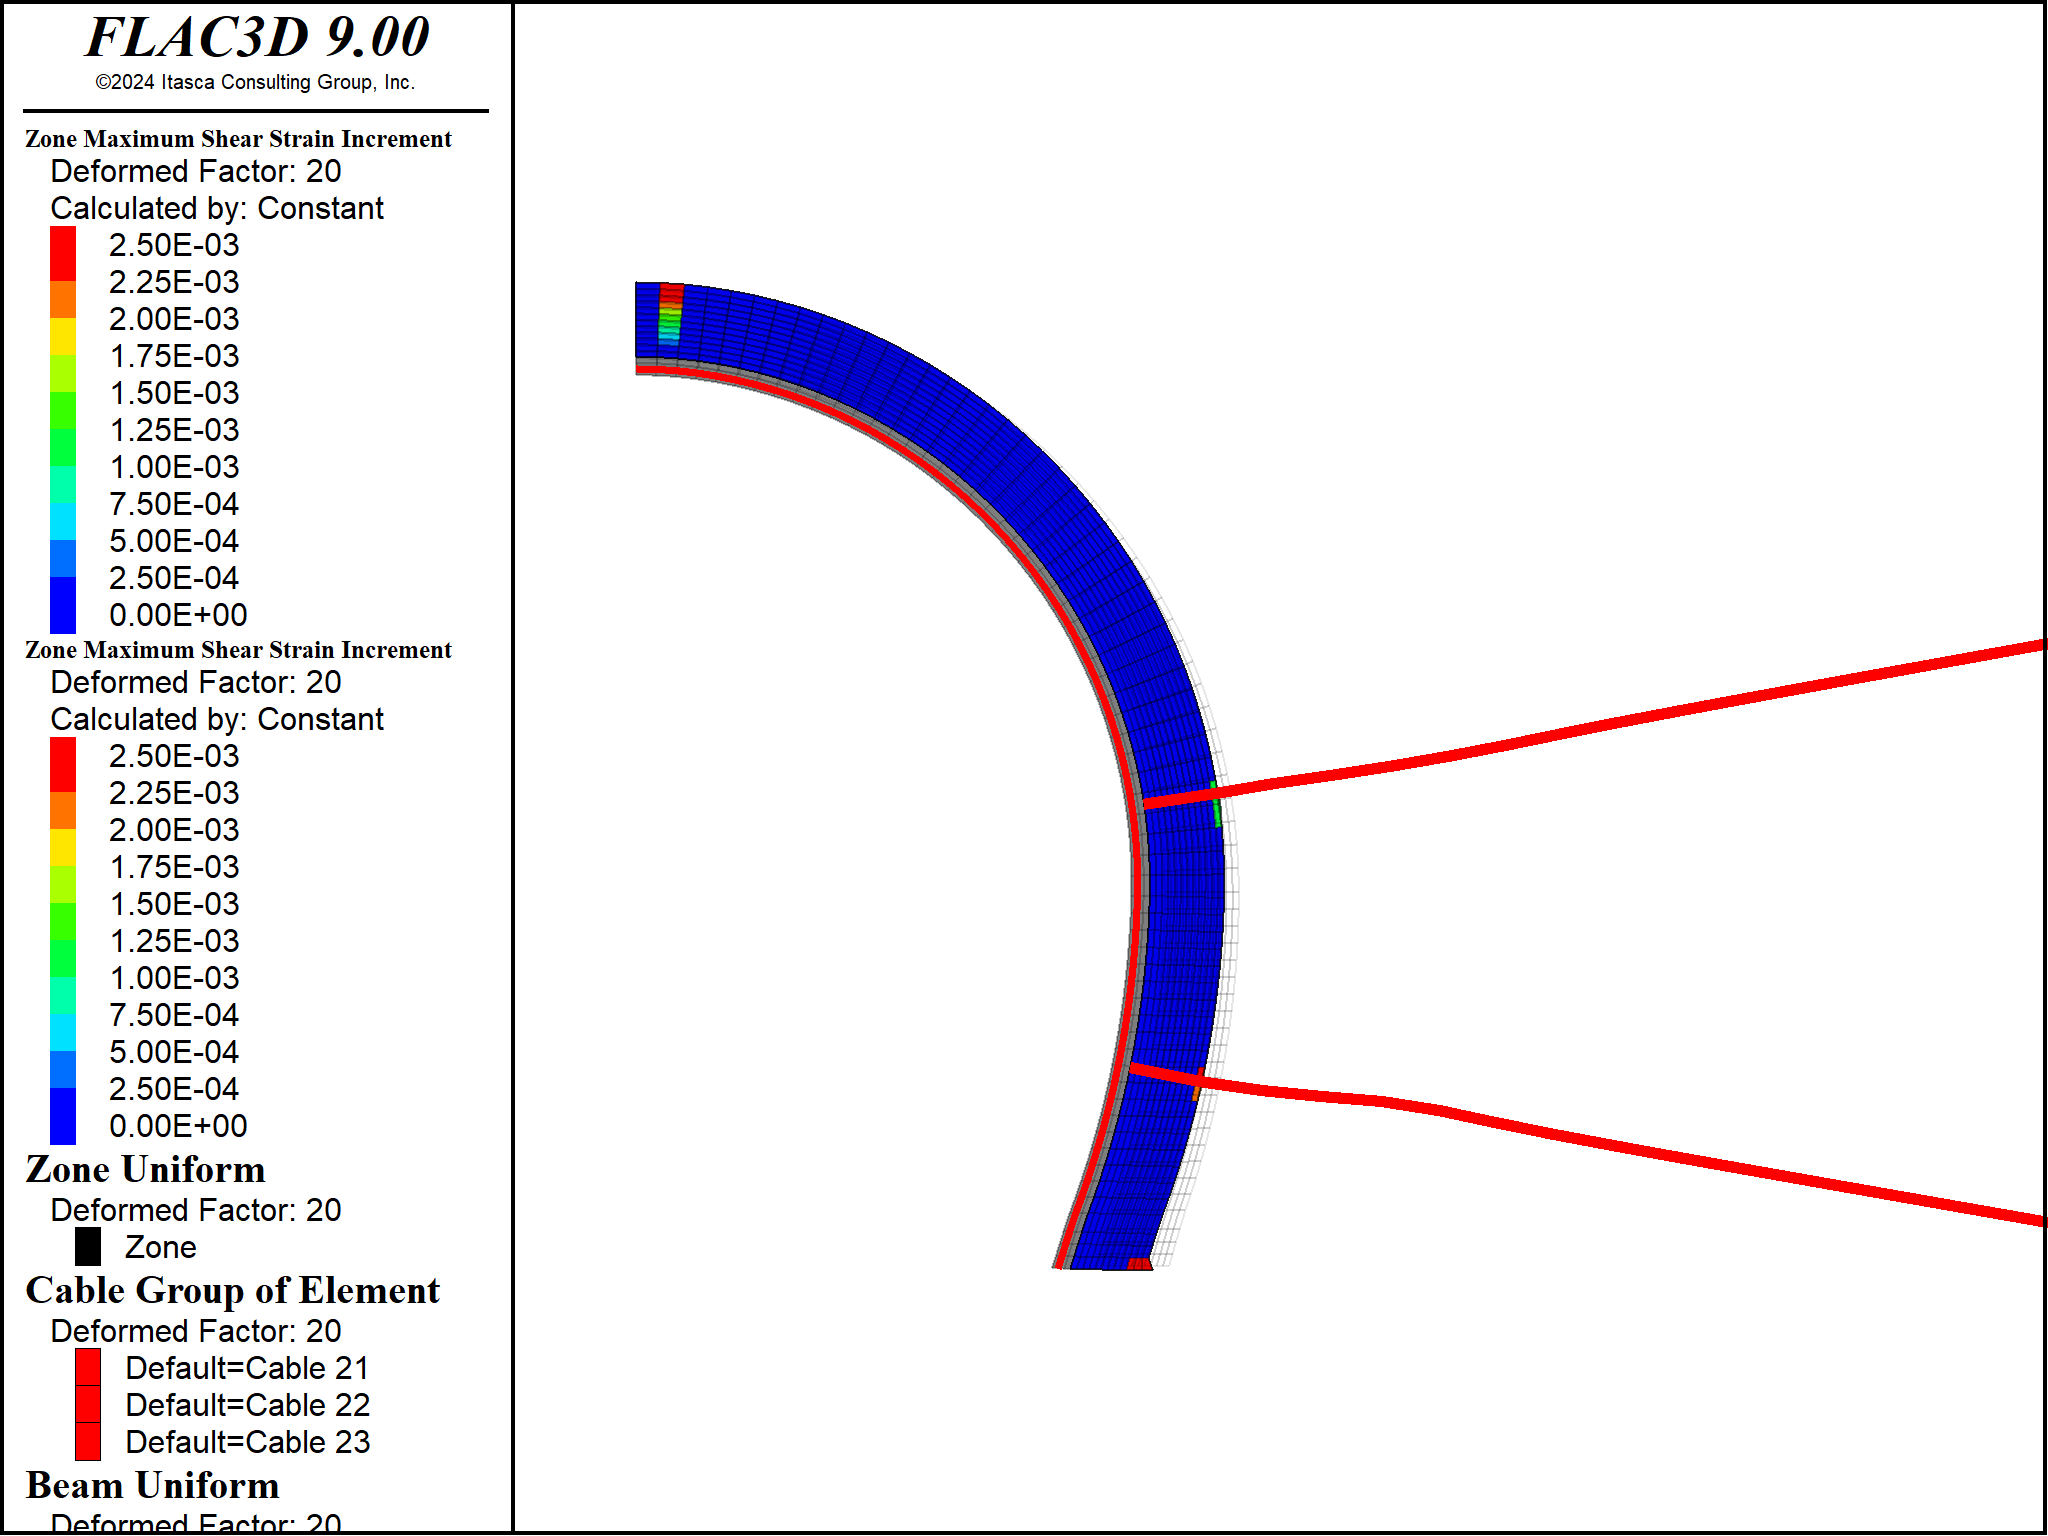 FLAC3D 9.00
©2024 Itasca Consulting Group, Inc.
Zone Maximum Shear Strain Increment
Deformed Factor: 20
Calculated by: Constant
2.50E-03
2.25E-03
2.00E-03
1.75E-03
1.50E-03
1.25E-03
1.00E-03
7.50E-04
5.00E-04
2.50E-04
0.00E+00
Zone Maximum Shear Strain Increment
Deformed Factor: 20
Calculated by: Constant
2.50E-03
2.25E-03
2.00E-03
1.75E-03
1.50E-03
1.25E-03
1.00E-03
7.50E-04
5.00E-04
2.50E-04
0.00E+00
Zone Uniform
Deformed Factor: 20
Zone
Cable Group of Element
Deformed Factor: 20
Default=Cable 21
Default=Cable 22
Default=Cable 23
Beam Uniform
Deformed Factor: 20